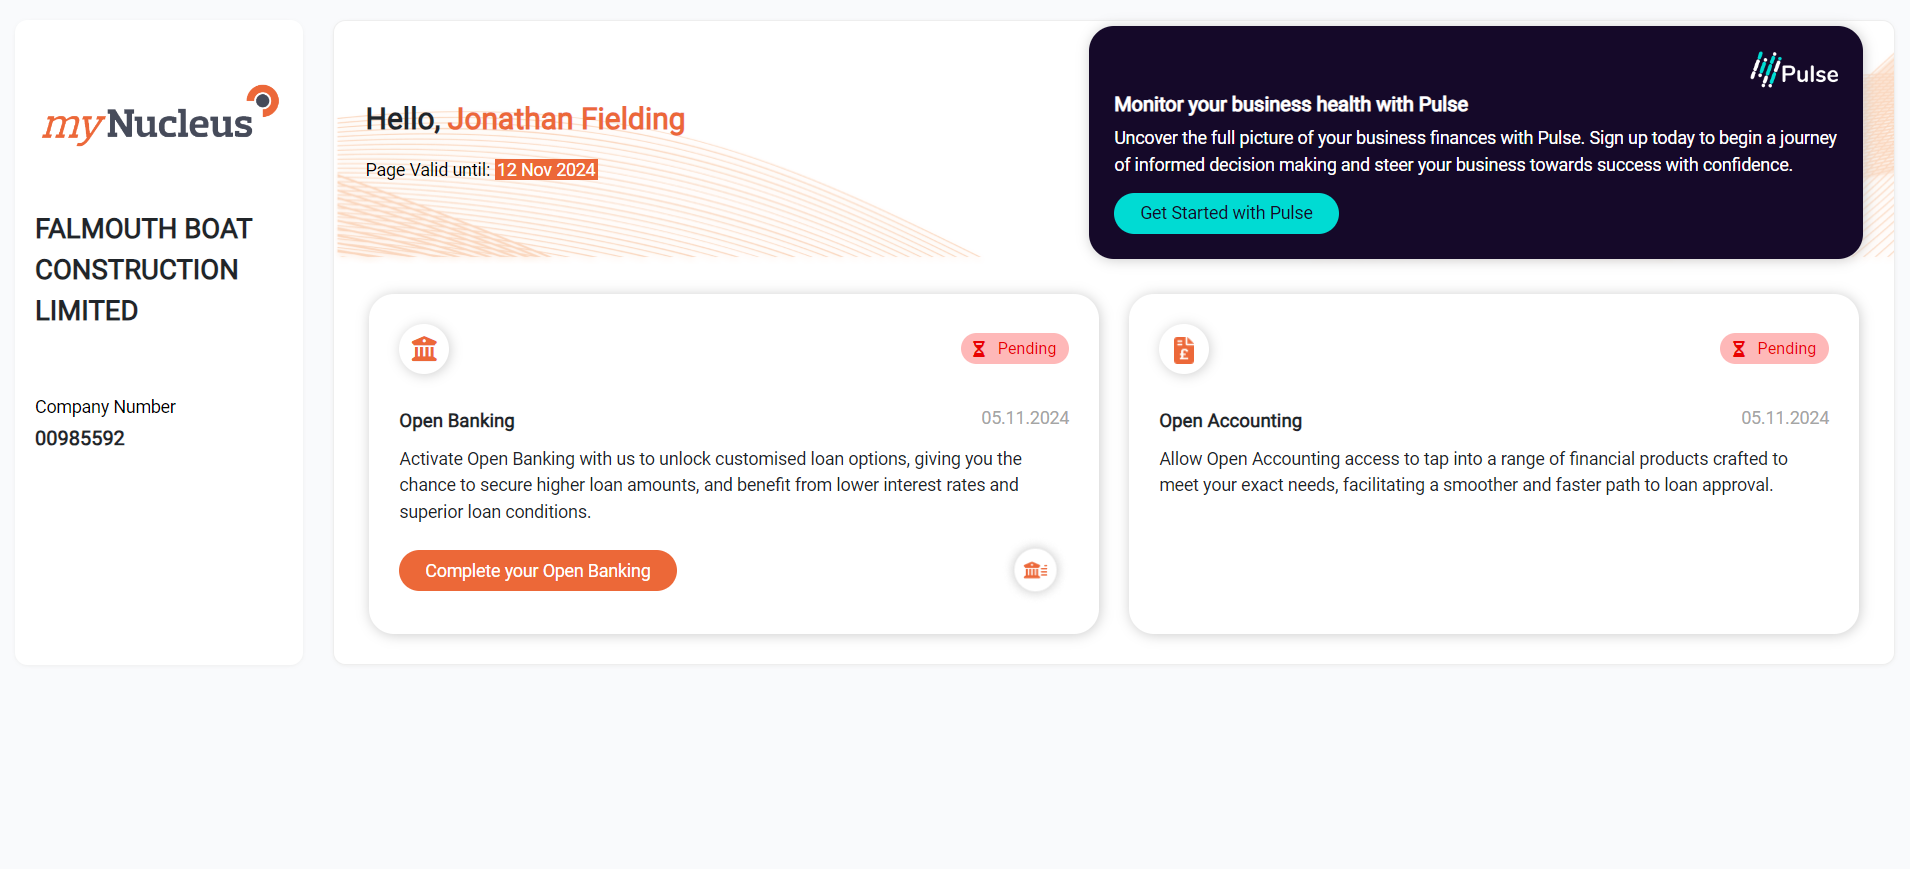 myNucleus
FALMOUTH BOAT
CONSTRUCTION
LIMITED
Company Number
00985592
Hello, Jonathan Fielding
Page Valid until: 12 Nov 2024
Pulse
Monitor your business health with Pulse
Uncover the full picture of your business finances with Pulse. Sign up today to begin a journey
of informed decision making and steer your business towards success with confidence.
Get Started with Pulse
Pending
Open Banking
05.11.2024
Activate Open Banking with us to unlock customised loan options, giving you the
chance to secure higher loan amounts, and benefit from lower interest rates and
superior loan conditions.
Complete your Open Banking
Pending
Open Accounting
05.11.2024
Allow Open Accounting access to tap into a range of financial products crafted to
meet your exact needs, facilitating a smoother and faster path to loan approval.